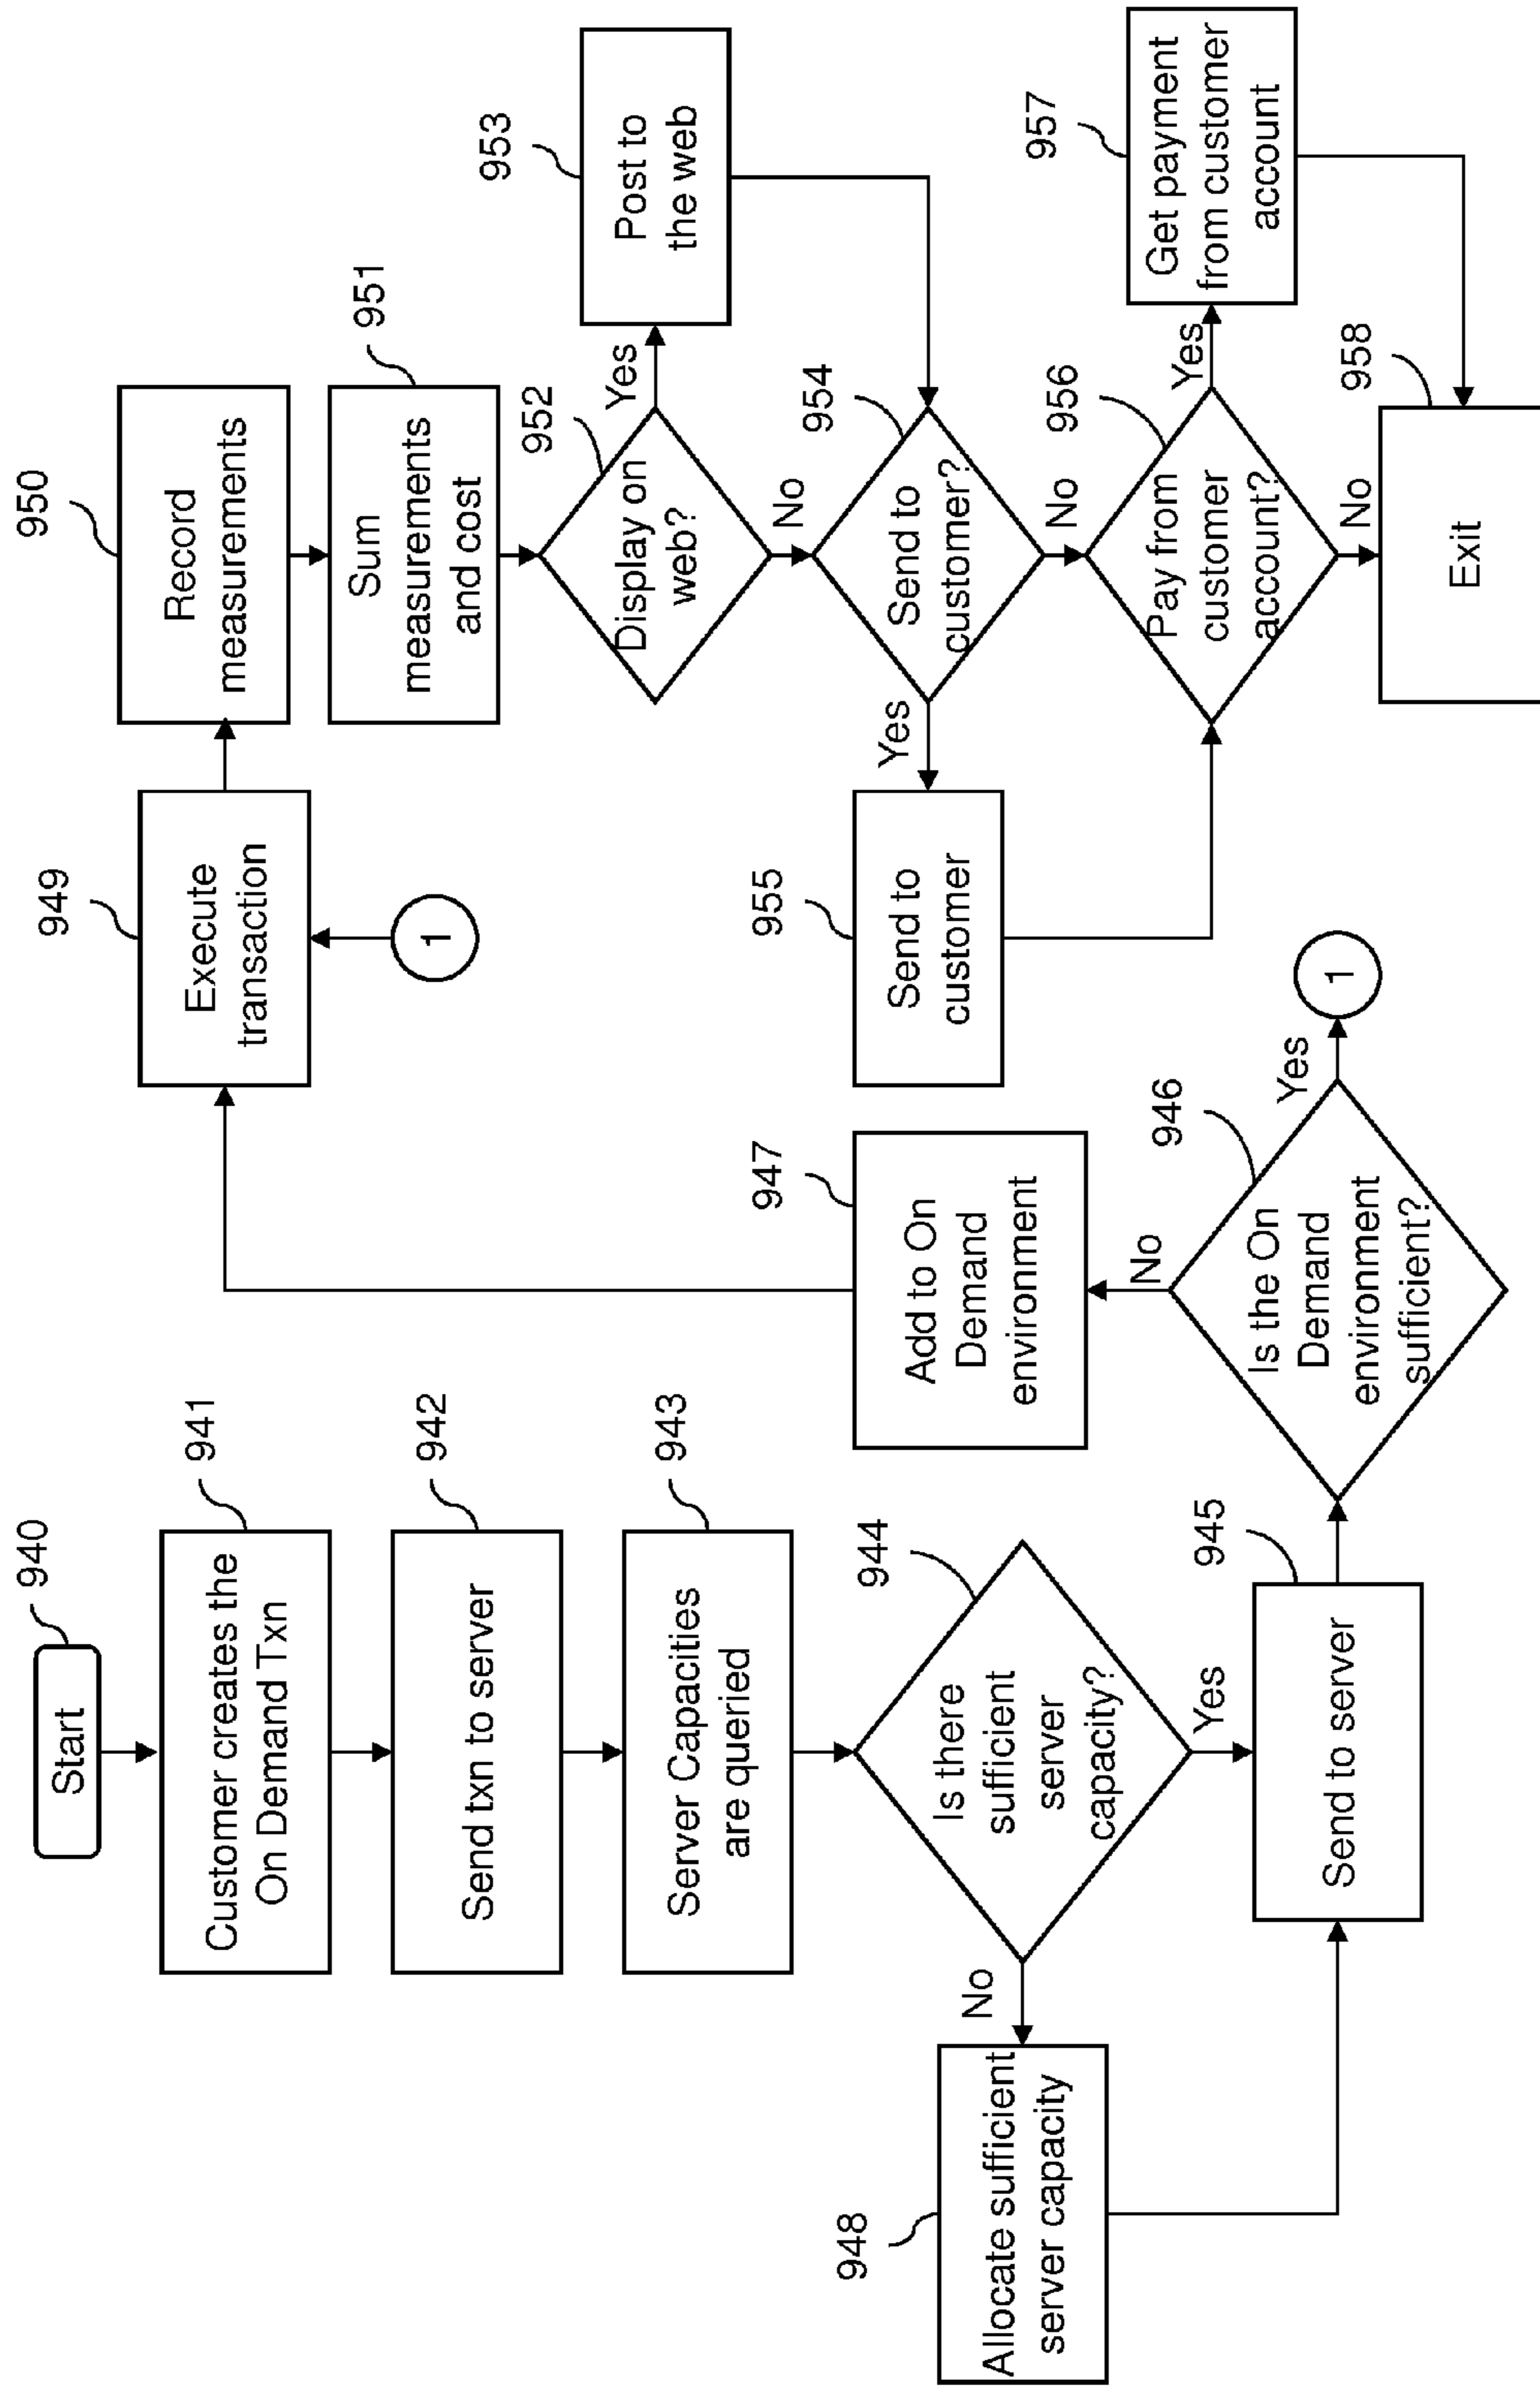 940
Start
941
Customer creates the
On Demand Txn
942
Send txn to server
943
Server Capacities
are queried
944
Is there
sufficient
server
capacity?
No
Yes
948
Allocate sufficient
server capacity
945
Send to server
946
Is the On
Demand
environment
sufficient?
No
Yes
1
947
Add to On
Demand
environment
949
Execute
transaction
1
950
Record
measurements
951
Sum
measurements
and cost
952
Display on
web?
Yes
No
953
Post to
the web
954
Send to
customer?
Yes
No
955
Send to
customer
956
Pay from
customer
account?
Yes
No
957
Get payment
from customer
account
958
Exit